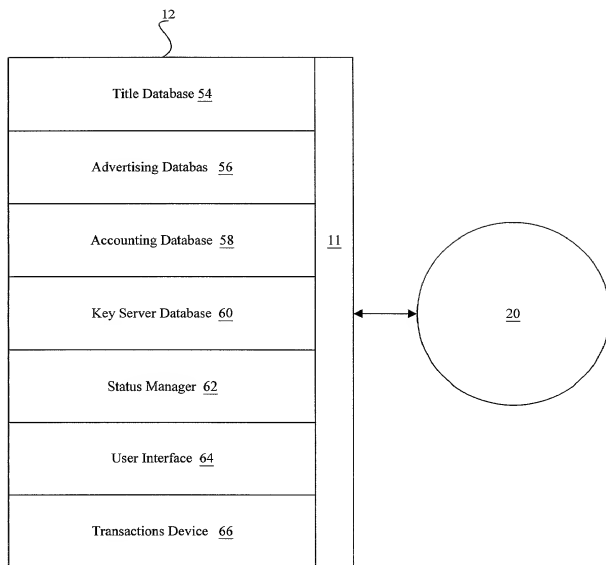 12
Title Database 54
Advertising Databas 56
Accounting Database 58
11
Key Server Database 60
20
Status Manager 62
User Interface 64
Transactions Device 66